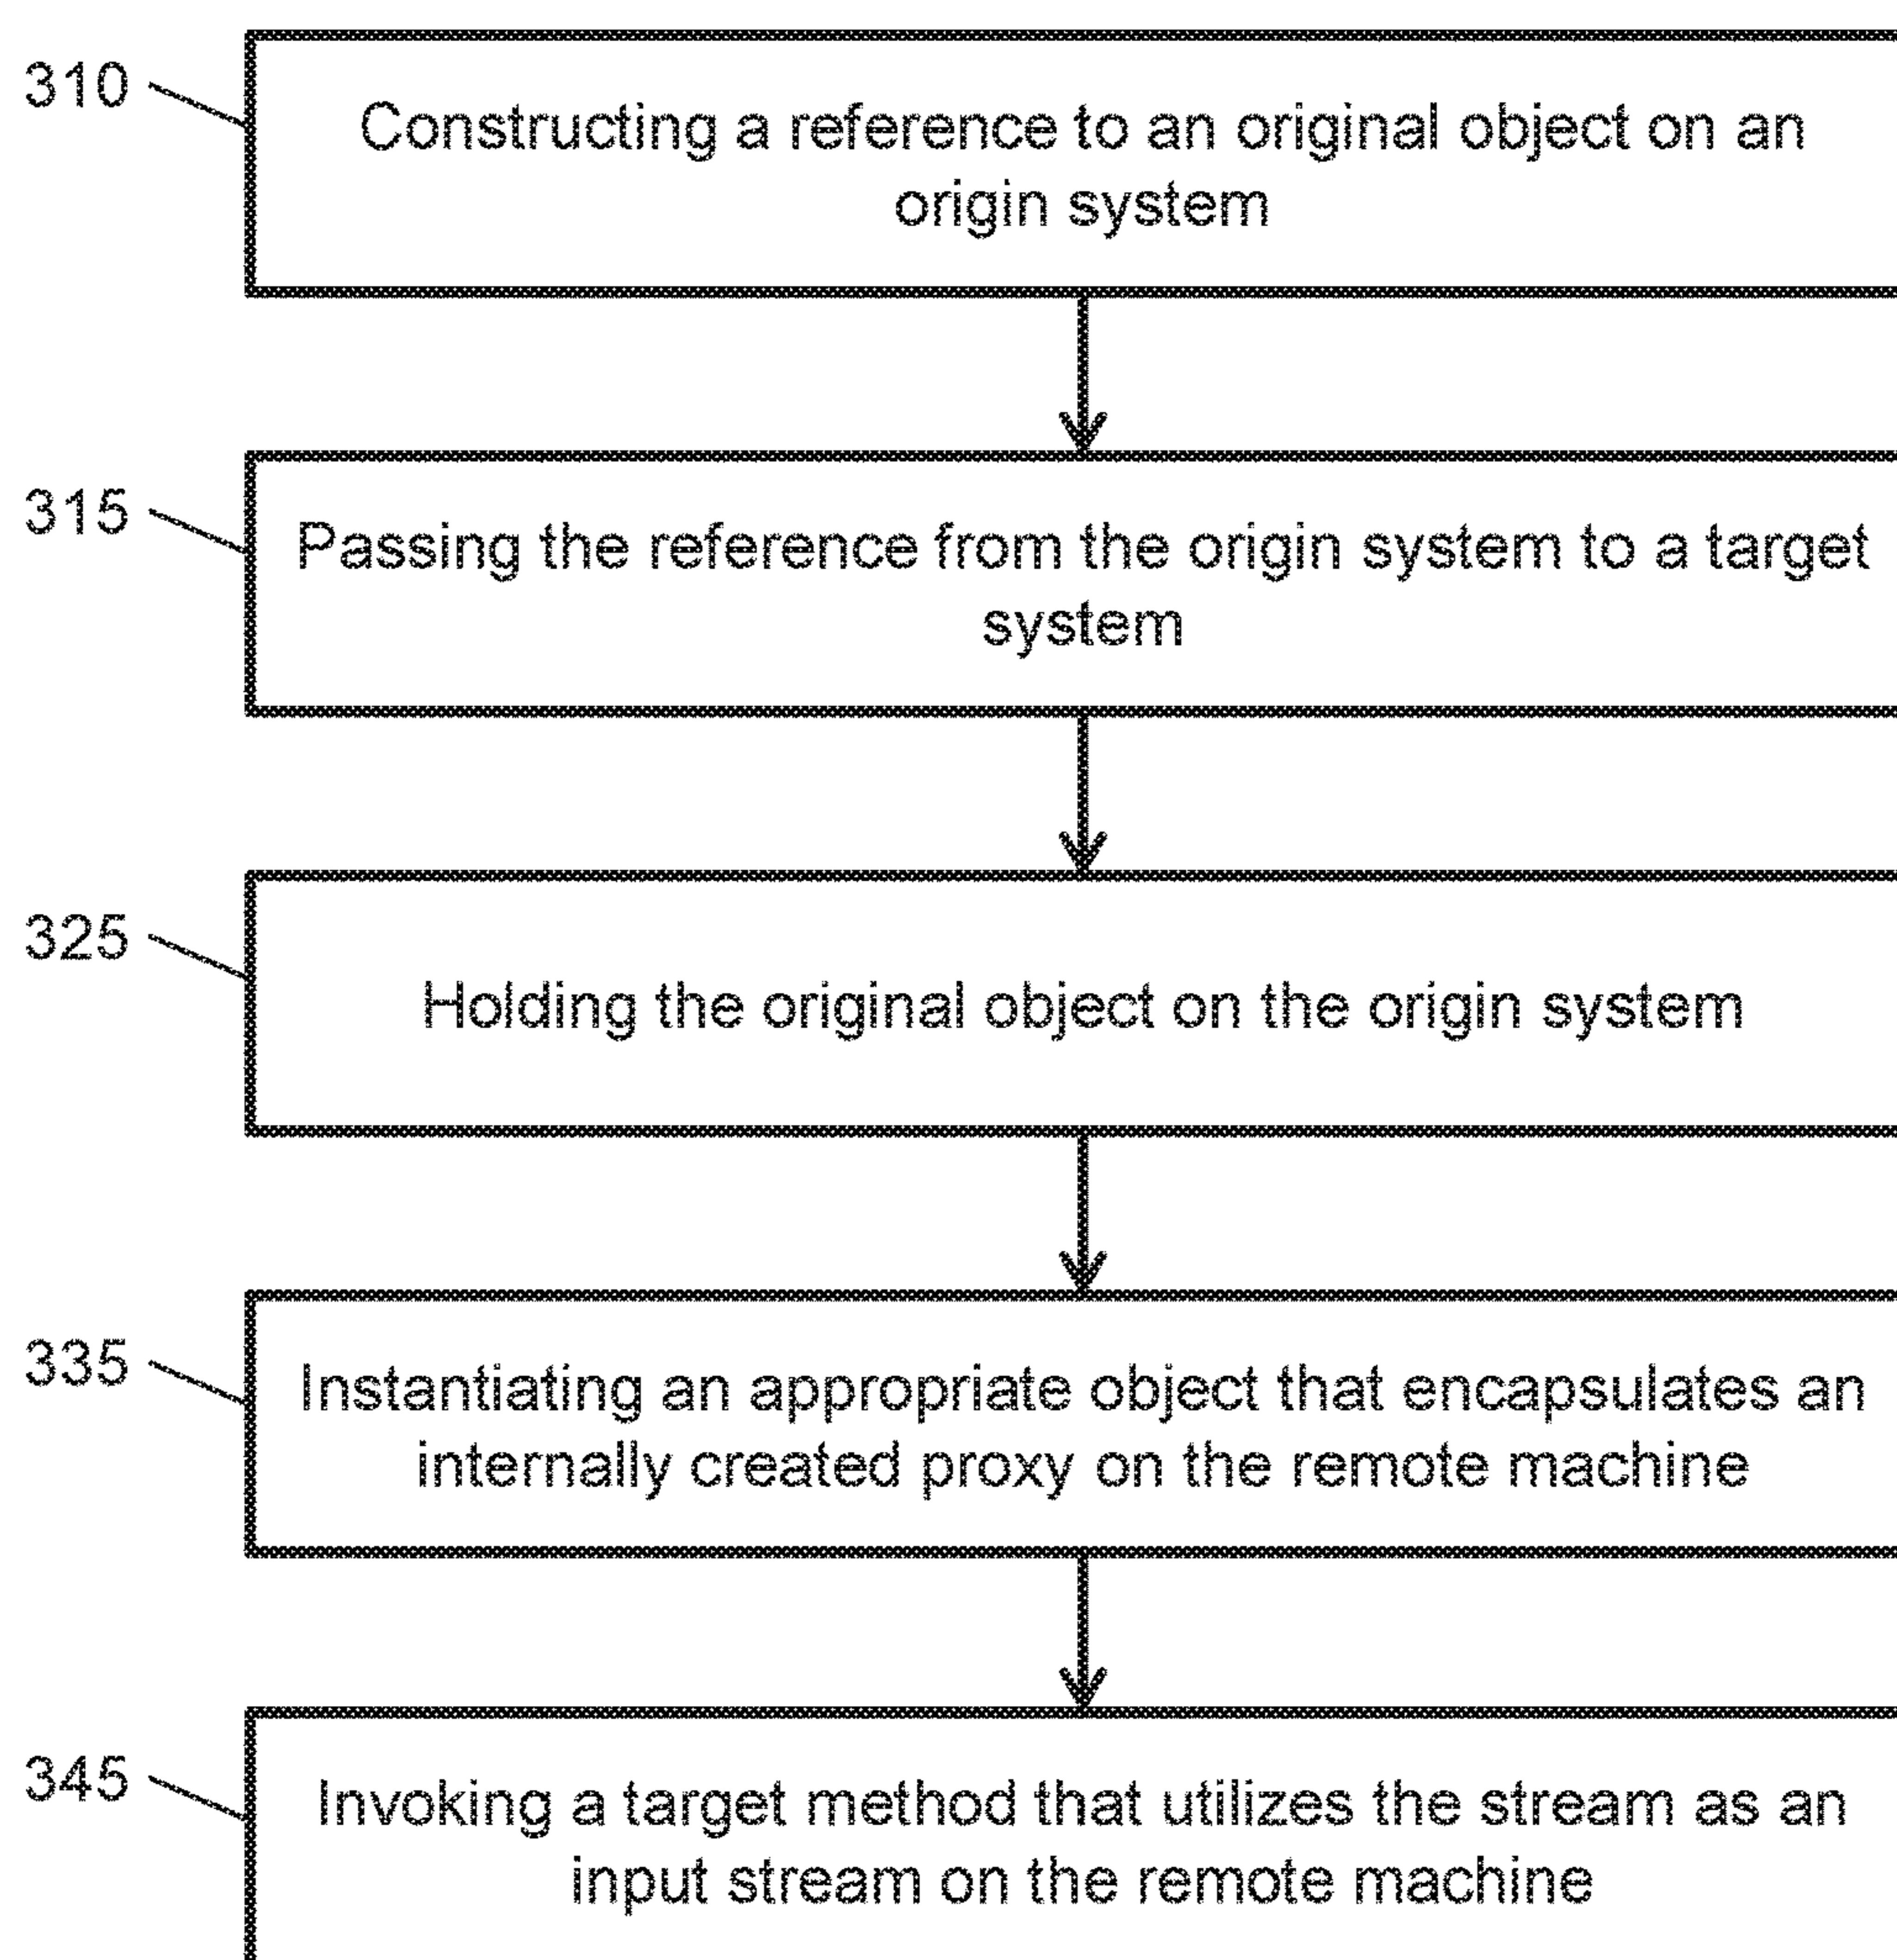 310
Constructing a reference to an original object on an
origin system
315
Passing the reference from the origin system to a target
system
325
Holding the original object on the origin system
335
Instantiating an appropriate object that encapsulates an
internally created proxy on the remote machine
345
Invoking a target method that utilizes the stream as an
input stream on the remote machine